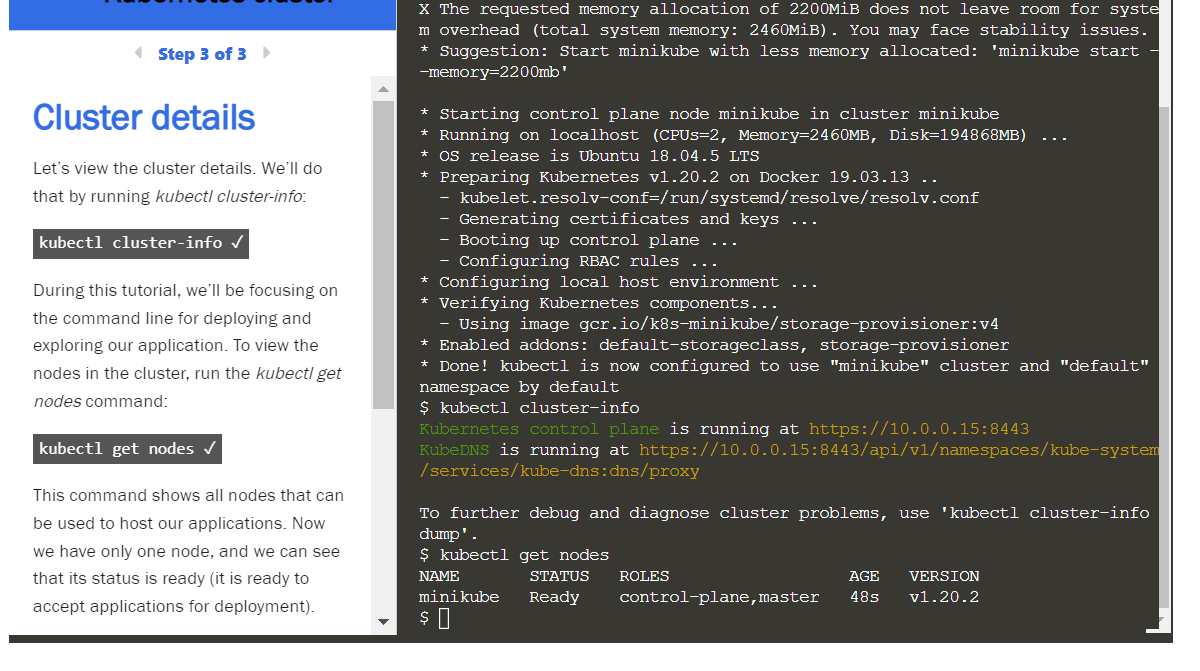 Kubernetes cluster
Step 3 of 3
Cluster details
Let's view the cluster details. We'll do
that by running kubectl cluster-info:
kubectl cluster-info ✓
During this tutorial, we'll be focusing on
the command line for deploying and
exploring our application. To view the
nodes in the cluster, run the kubectl get
nodes command:
kubectl get nodes ✓
This command shows all nodes that can
be used to host our applications. Now
we have only one node, and we can see
that its status is ready (it is ready to
accept applications for deployment).
X The requested memory allocation of 2200MiB does not leave room for syste
m overhead (total system memory: 2460MiB). You may face stability issues.
* Suggestion: Start minikube with less memory allocated: 'minikube start -
-memory=2200mb'
* Starting control plane node minikube in cluster minikube
* Running on localhost (CPUs=2, Memory=2460MB, Disk=194868MB) ...
* OS release is Ubuntu 18.04.5 LTS
* Preparing Kubernetes v1.20.2 on Docker 19.03.13 ..
- kubelet.resolv-conf=/run/systemd/resolve/resolv.conf
- Generating certificates and keys ...
- Booting up control plane ...
- Configuring RBAC rules ...
* Configuring local host environment ...
* Verifying Kubernetes components...
- Using image gcr.io/k8s-minikube/storage-provisioner:v4
* Enabled addons: default-storageclass, storage-provisioner
* Done! kubectl is now configured to use "minikube" cluster and "default"
namespace by default
$ kubectl cluster-info
Kubernetes control plane is running at https://10.0.0.15:8443
KubeDNS is running at https://10.0.0.15:8443/api/v1/namespaces/kube-system
/services/kube-dns:dns/proxy
To further debug and diagnose cluster problems, use 'kubectl cluster-info
dump'.
$ kubectl get nodes
NAME STATUS ROLES AGE VERSION
minikube Ready control-plane,master 48s v1.20.2
$